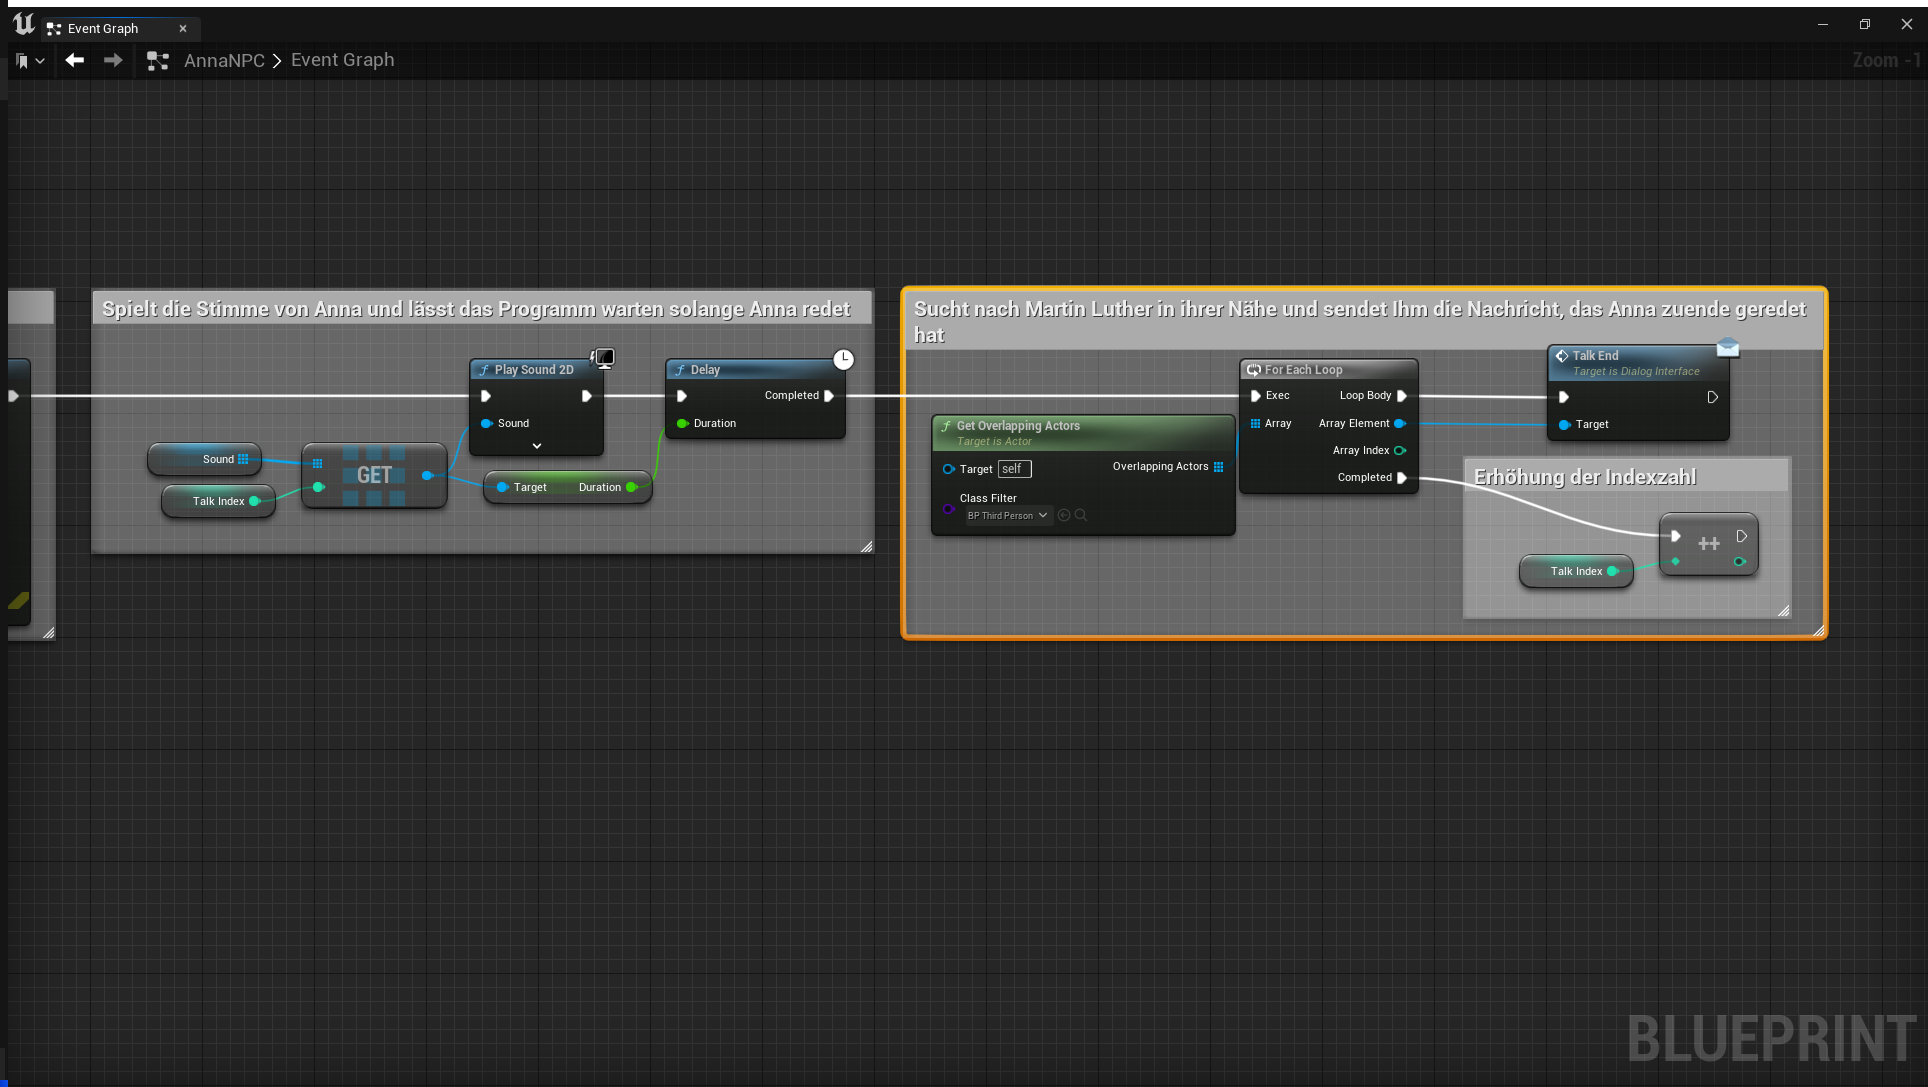 Event Graph
AnnaNPC > Event Graph
Zoom -1
Spielt die Stimme von Anna und lässt das Programm warten solange Anna redet
Play Sound 2D
Sound
Delay
Completed
Duration
Sound
GET
Talk Index
Target
Duration
Sucht nach Martin Luther in ihrer Nähe und sendet Ihm die Nachricht, das Anna zuende geredet
hat
Get Overlapping Actors
Target is Actor
Target self
Overlapping Actors
Class Filter
BP Third Person
For Each Loop
Exec
Loop Body
Array
Array Element
Array Index
Completed
Talk End
Target is Dialog Interface
Target
Erhöhung der Indexzahl
++
Talk Index
BLUEPRINT